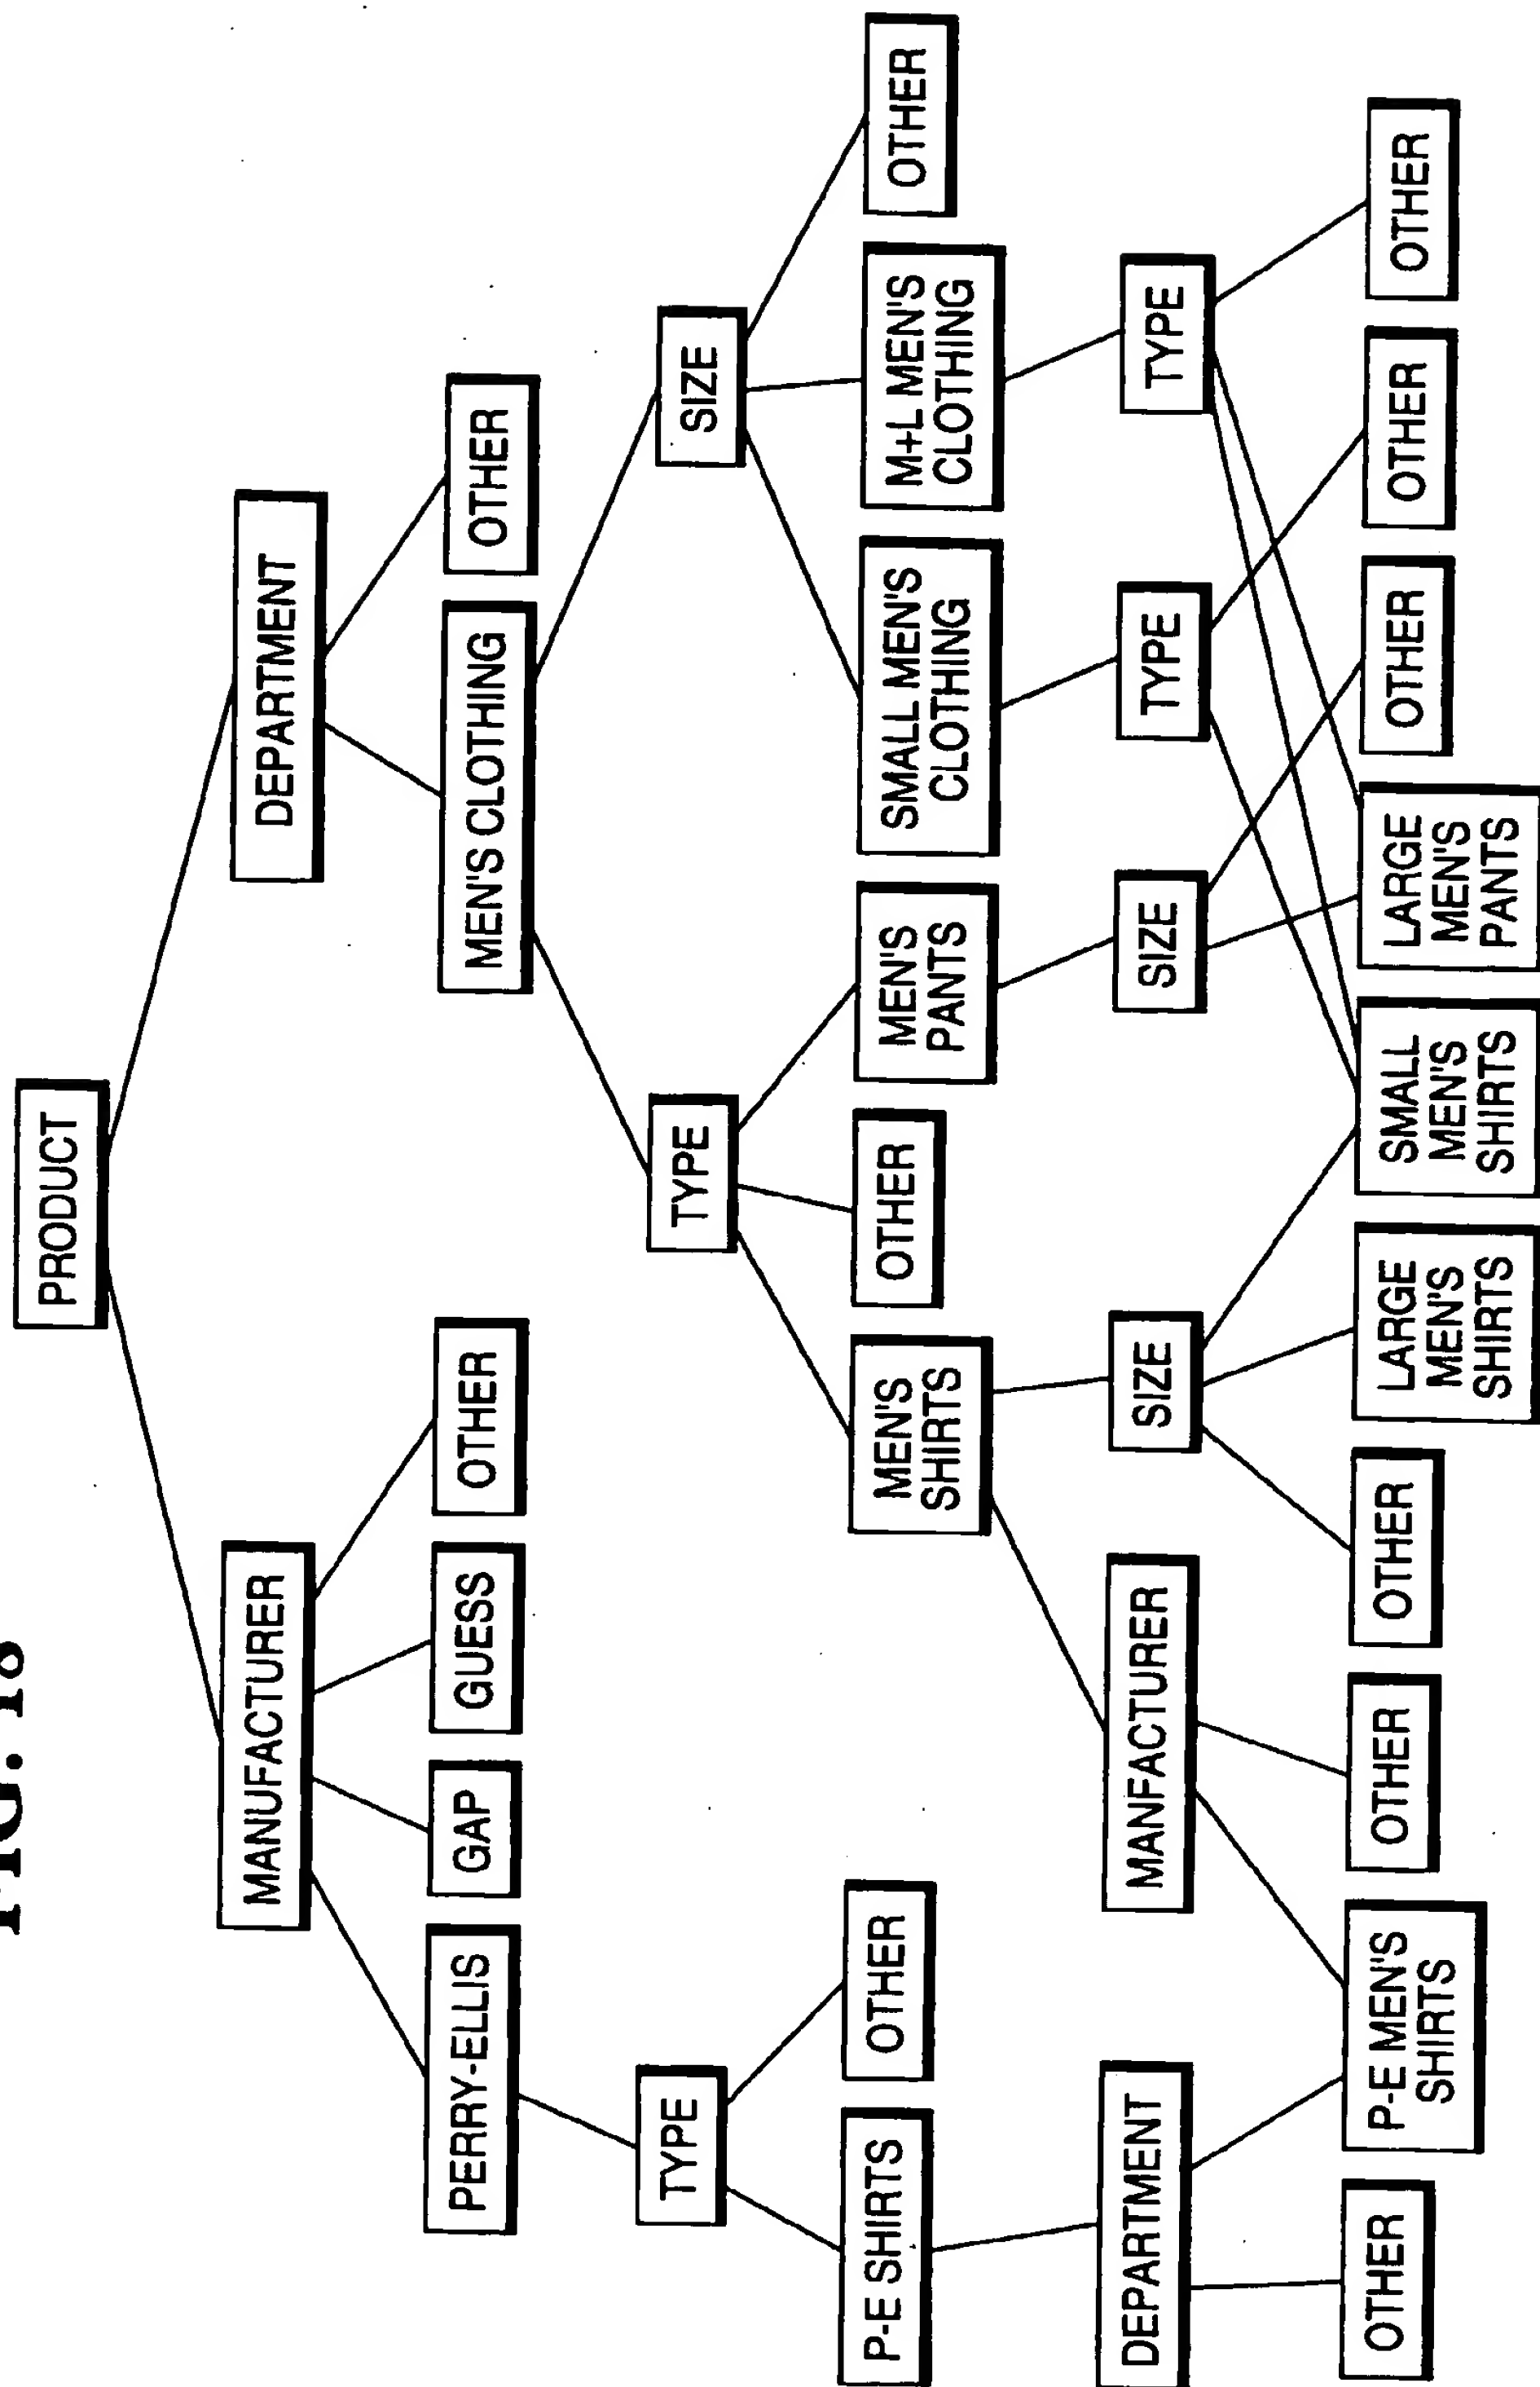 FIG. 18
PRODUCT
MANUFACTURER
DEPARTMENT
PERRY-ELLIS
GAP
GUESS
OTHER
MEN'S CLOTHING
OTHER
TYPE
TYPE
SIZE
P-E SHIRTS
OTHER
MEN'S
SHIRTS
OTHER
MEN'S
PANTS
SMALL MEN'S
CLOTHING
M+L MEN'S
CLOTHING
OTHER
DEPARTMENT
MANFACTURER
SIZE
SIZE
TYPE
TYPE
OTHER
P-E MEN'S
SHIRTS
OTHER
OTHER
LARGE
MEN'S
SHIRTS
SMALL
MEN'S
SHIRTS
LARGE
MEN'S
PANTS
OTHER
OTHER
OTHER